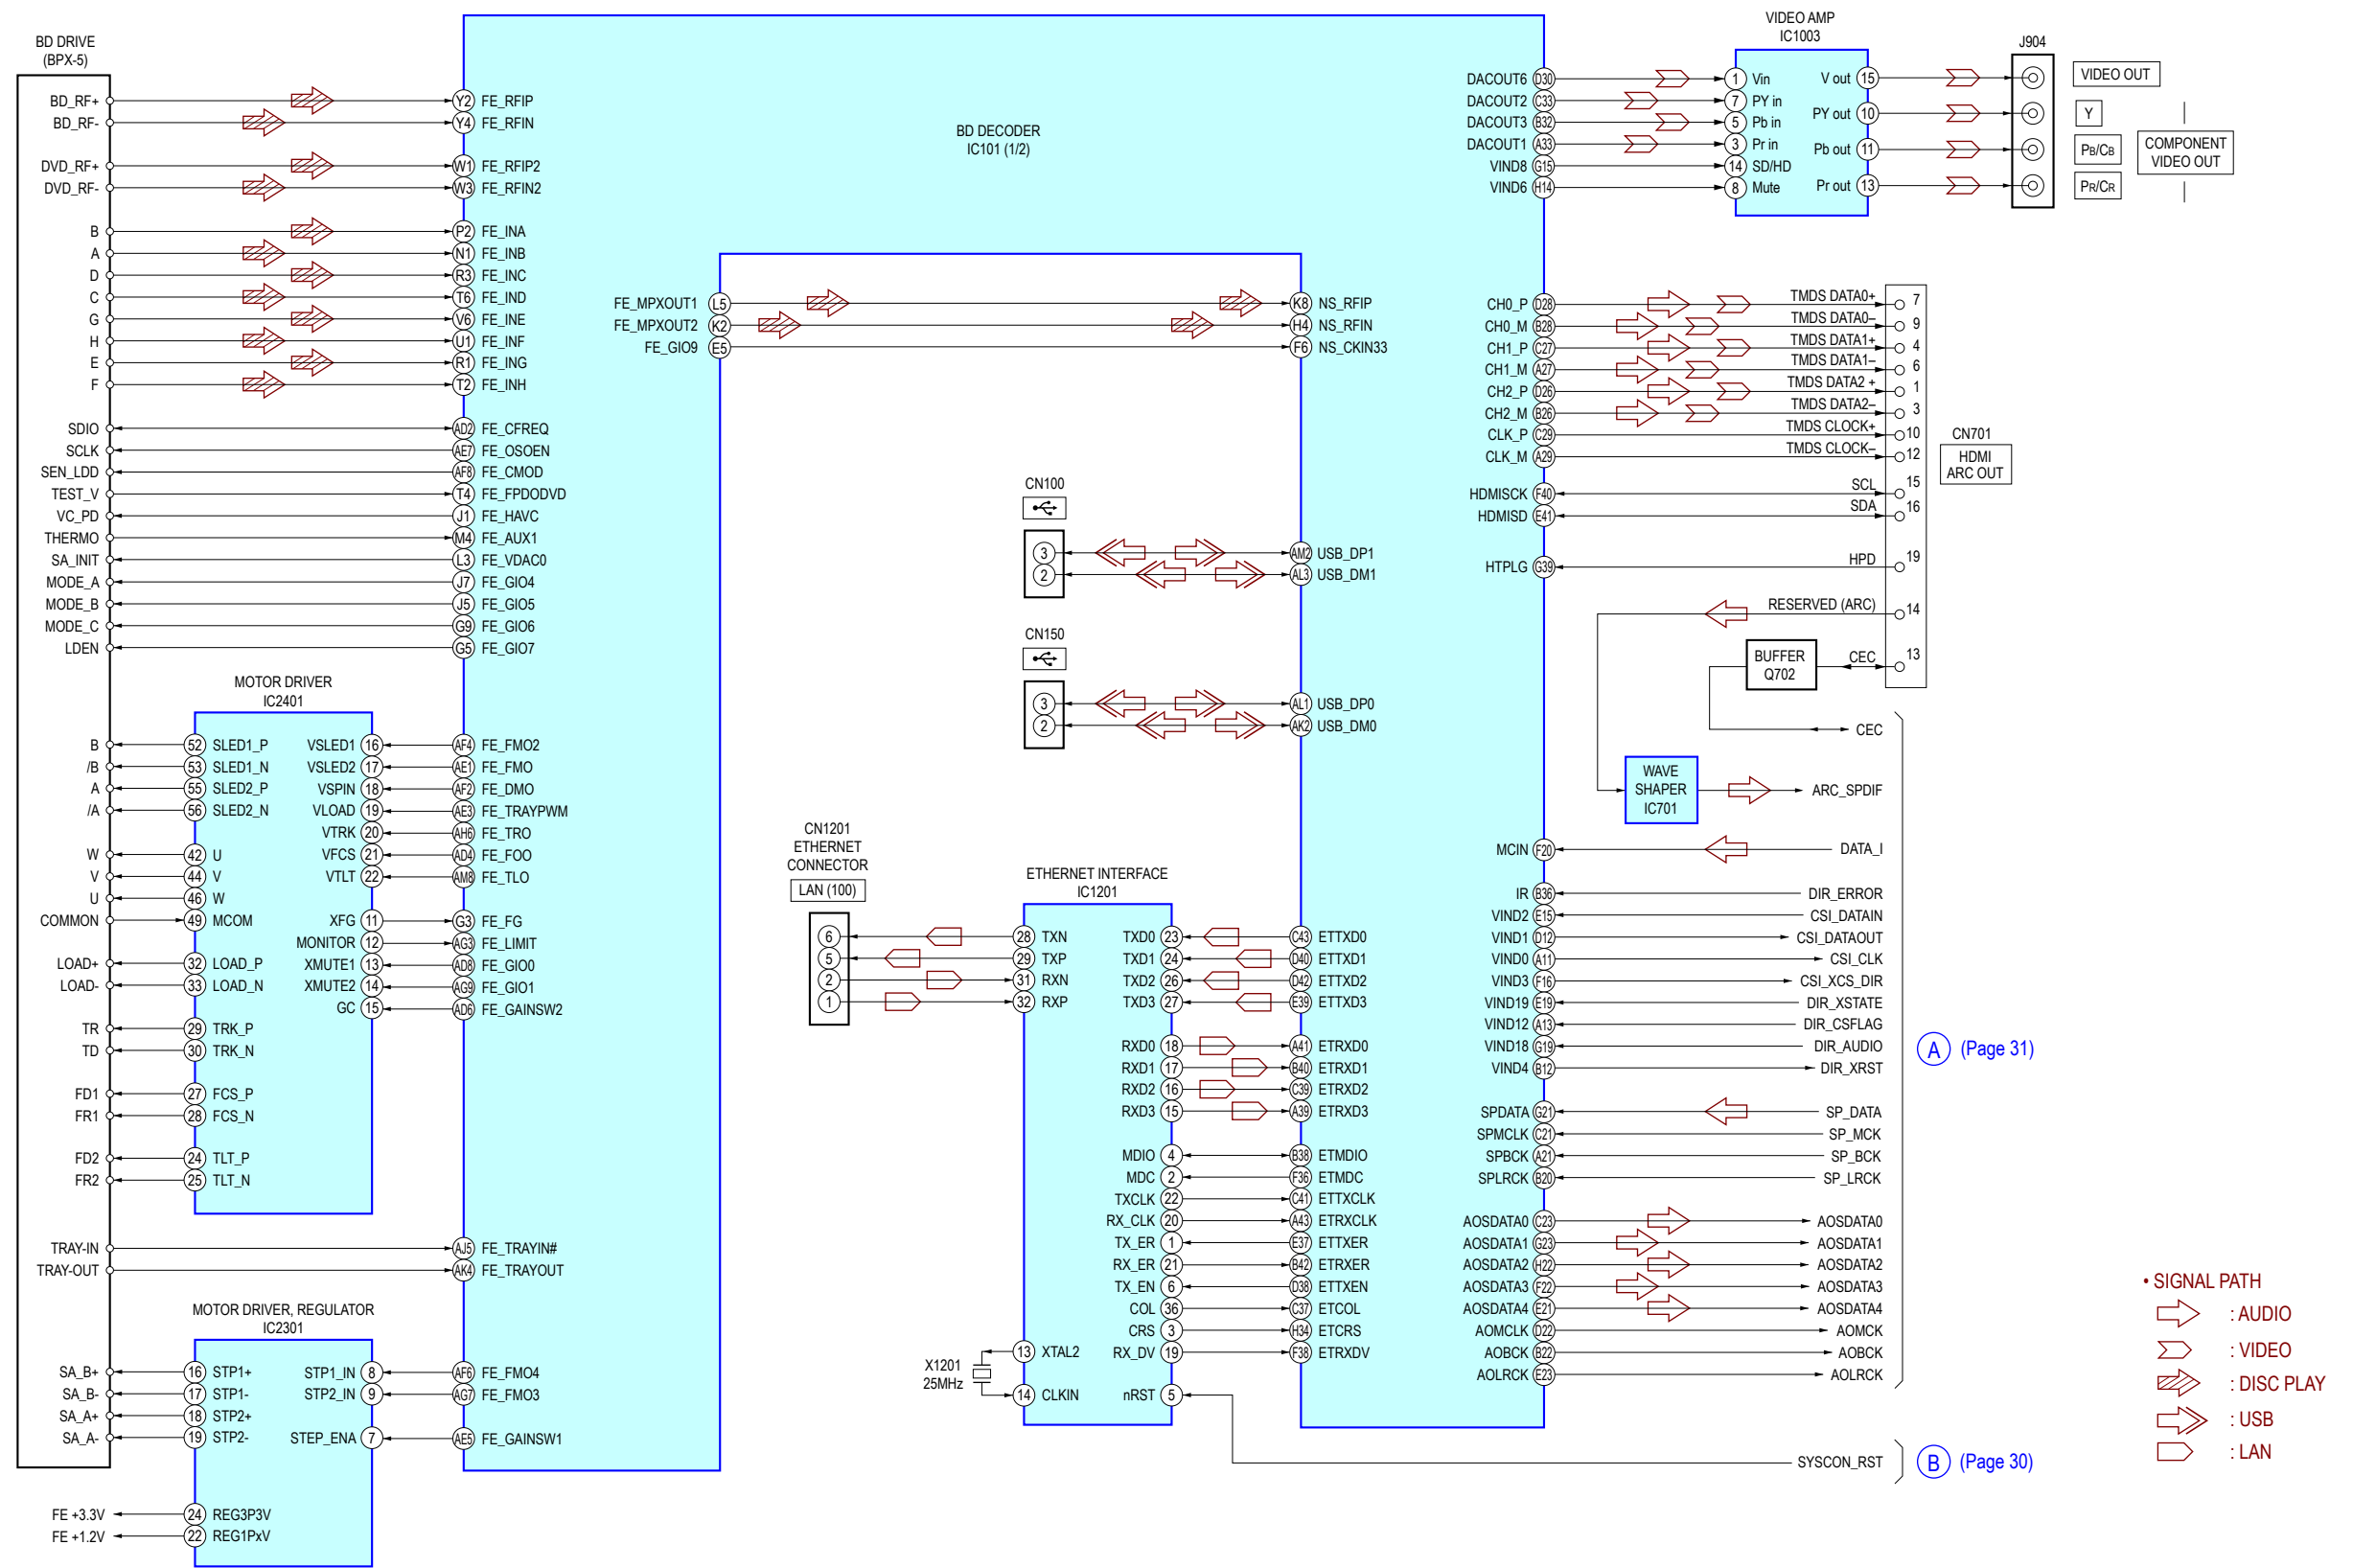 BD DRIVE
(BPX-5)
BD_RF+ Y2 FE_RFIP
BD_RF- Y4 FE_RFIN
DVD_RF+ W1 FE_RFIP2
DVD_RF- W3 FE_RFIN2
B P2 FE_INA
A N1 FE_INB
D R3 FE_INC
C T6 FE_IND
G V6 FE_INE
H U1 FE_INF
E R1 FE_ING
F T2 FE_INH
SDIO AD2 FE_CFREQ
SCLK AE7 FE_OSOEN
SEN_LDD AF8 FE_CMOD
TEST_V T4 FE_FPDODVD
VC_PD J1 FE_HAVC
THERMO M4 FE_AUX1
SA_INIT L3 FE_VDAC0
MODE_A J7 FE_GIO4
MODE_B J5 FE_GIO5
MODE_C G9 FE_GIO6
LDEN G5 FE_GIO7
MOTOR DRIVER
IC2401
B 52 SLED1_P VSLED1 16 AF4 FE_FMO2
/B 53 SLED1_N VSLED2 17 AE1 FE_FMO
A 55 SLED2_P VSPIN 18 AF2 FE_DMO
/A 56 SLED2_N VLOAD 19 AE3 FE_TRAYPWM
VTRK 20 AH6 FE_TRO
W 42 U VFCS 21 AD4 FE_FOO
V 44 V VTLT 22 AM8 FE_TLO
U 46 W
COMMON 49 MCOM XFG 11 G3 FE_FG
MONITOR 12 AG3 FE_LIMIT
LOAD+ 32 LOAD_P XMUTE1 13 AD8 FE_GIO0
LOAD- 33 LOAD_N XMUTE2 14 AG9 FE_GIO1
GC 15 AD6 FE_GAINSW2
TR 29 TRK_P
TD 30 TRK_N
FD1 27 FCS_P
FR1 28 FCS_N
FD2 24 TLT_P
FR2 25 TLT_N
TRAY-IN AJ5 FE_TRAYIN#
TRAY-OUT AK4 FE_TRAYOUT
MOTOR DRIVER, REGULATOR
IC2301
SA_B+ 16 STP1+ STP1_IN 8 AF6 FE_FMO4
SA_B- 17 STP1- STP2_IN 9 AG7 FE_FMO3
SA_A+ 18 STP2+
SA_A- 19 STP2- STEP_ENA 7 AE5 FE_GAINSW1
FE +3.3V 24 REG3P3V
FE +1.2V 22 REG1PxV
BD DECODER
IC101 (1/2)
FE_MPXOUT1 L5 K8 NS_RFIP
FE_MPXOUT2 K2 H4 NS_RFIN
FE_GIO9 E5 F6 NS_CKIN33
CN100
3 AM2 USB_DP1
2 AL3 USB_DM1
CN150
3 AL1 USB_DP0
2 AK2 USB_DM0
CN1201
ETHERNET
CONNECTOR
LAN (100)
ETHERNET INTERFACE
IC1201
6 28 TXN TXD0 23 C43 ETTXD0
5 29 TXP TXD1 24 D40 ETTXD1
2 31 RXN TXD2 26 D42 ETTXD2
1 32 RXP TXD3 27 E39 ETTXD3
RXD0 18 A41 ETRXD0
RXD1 17 B40 ETRXD1
RXD2 16 C39 ETRXD2
RXD3 15 A39 ETRXD3
MDIO 4 B38 ETMDIO
MDC 2 F36 ETMDC
TXCLK 22 C41 ETTXCLK
RX_CLK 20 A43 ETRXCLK
TX_ER 1 E37 ETTXER
RX_ER 21 B42 ETRXER
TX_EN 6 D38 ETTXEN
COL 36 C37 ETCOL
CRS 3 H34 ETCRS
13 XTAL2 RX_DV 19 F38 ETRXDV
X1201
25MHz
14 CLKIN nRST 5
VIDEO AMP
IC1003
J904
DACOUT6 D30 1 Vin V out 15 VIDEO OUT
DACOUT2 C33 7 PY in PY out 10 Y
DACOUT3 B32 5 Pb in Pb out 11 PB/CB
DACOUT1 A33 3 Pr in Pr out 13 PR/CR
VIND8 G15 14 SD/HD
VIND6 H14 8 Mute
COMPONENT
VIDEO OUT
CH0_P D28 TMDS DATA0+ 7
CH0_M B28 TMDS DATA0– 9
CH1_P C27 TMDS DATA1+ 4
CH1_M A27 TMDS DATA1– 6
CH2_P D26 TMDS DATA2 + 1
CH2_M B26 TMDS DATA2– 3
CLK_P C29 TMDS CLOCK+ 10
CLK_M A29 TMDS CLOCK– 12
CN701
HDMI
ARC OUT
HDMISCK F40 SCL 15
HDMISD E41 SDA 16
HTPLG G39 HPD 19
RESERVED (ARC) 14
BUFFER
Q702
CEC 13
CEC
WAVE
SHAPER
IC701
ARC_SPDIF
MCIN F20 DATA_I
IR B36 DIR_ERROR
VIND2 E15 CSI_DATAIN
VIND1 D12 CSI_DATAOUT
VIND0 A11 CSI_CLK
VIND3 F16 CSI_XCS_DIR
VIND19 E19 DIR_XSTATE
VIND12 A13 DIR_CSFLAG
VIND18 G19 DIR_AUDIO
VIND4 B12 DIR_XRST
A (Page 31)
SPDATA G21 SP_DATA
SPMCLK C21 SP_MCK
SPBCK A21 SP_BCK
SPLRCK B20 SP_LRCK
AOSDATA0 C23 AOSDATA0
AOSDATA1 G23 AOSDATA1
AOSDATA2 H22 AOSDATA2
AOSDATA3 F22 AOSDATA3
AOSDATA4 E21 AOSDATA4
AOMCLK D22 AOMCK
AOBCK B22 AOBCK
AOLRCK E23 AOLRCK
SYSCON_RST B (Page 30)
• SIGNAL PATH
: AUDIO
: VIDEO
: DISC PLAY
: USB
: LAN